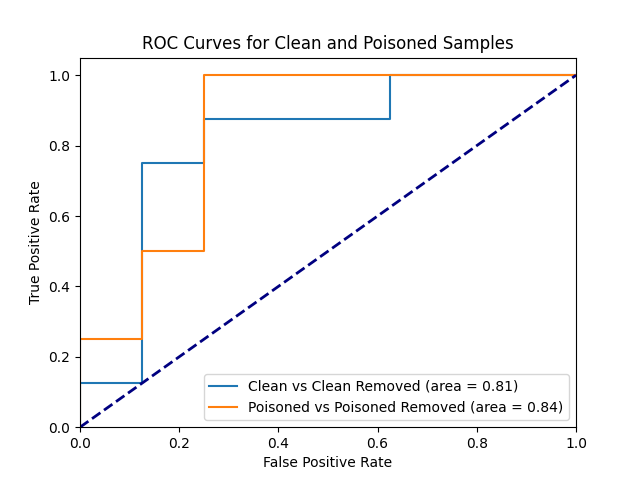 ROC Curves for Clean and Poisoned Samples
True Positive Rate
1.0
0.8
0.6
0.4
0.2
0.0
Clean vs Clean Removed (area = 0.81)
Poisoned vs Poisoned Removed (area = 0.84)
0.0 0.2 0.4 0.6 0.8 1.0
False Positive Rate